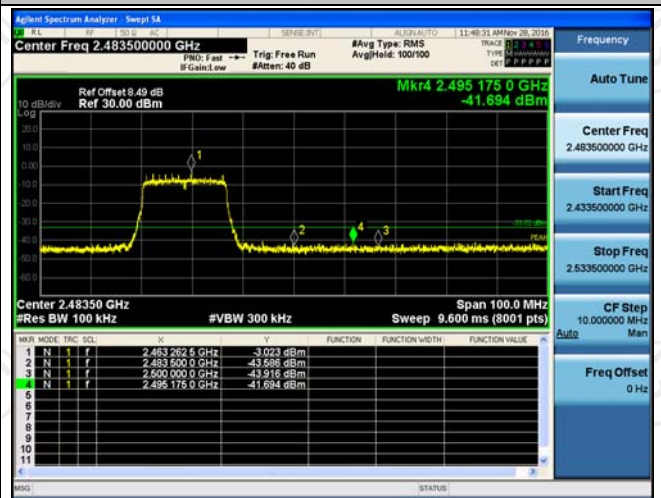 Agilent Spectrum Analyzer - Swept SA
RL RF 50 Ω AC SENSE:INT ALIGN AUTO 11:48:31 AM Nov 28, 2016
Center Freq 2.483500000 GHz
PNO: Fast
IFGain:Low
Trig: Free Run
#Atten: 40 dB
#Avg Type: RMS
Avg|Hold: 100/100
TRACE 1 2 3 4 5 6
TYPE
DET P P P P P P
Frequency
Mkr4 2.495 175 0 GHz
-41.694 dBm
Ref Offset 8.49 dB
10 dB/div Ref 30.00 dBm
Log
20.0
10.0
0.00
-10.0
-20.0
-30.0
-40.0
-50.0
-60.0
1
2
4
3
PEAK
Center 2.48350 GHz Span 100.0 MHz
#Res BW 100 kHz #VBW 300 kHz Sweep 9.600 ms (8001 pts)
MKR MODE TRC SCL X Y FUNCTION FUNCTION WIDTH FUNCTION VALUE
1 N 1 f 2.463 262 5 GHz -3.023 dBm
2 N 1 f 2.483 500 0 GHz -43.586 dBm
3 N 1 f 2.500 000 0 GHz -43.916 dBm
4 N 1 f 2.495 175 0 GHz -41.694 dBm
5
6
7
8
9
10
11
MSG STATUS
Auto Tune
Center Freq
2.483500000 GHz
Start Freq
2.433500000 GHz
Stop Freq
2.533500000 GHz
CF Step
10.000000 MHz
Auto Man
Freq Offset
0 Hz